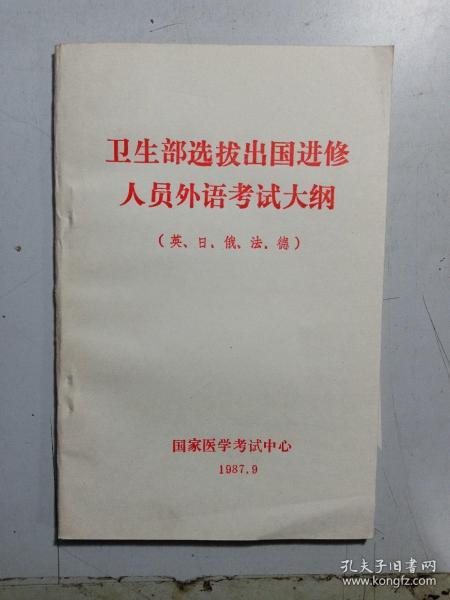 卫生部选拔出国进修
人员外语考试大纲
（英、日、俄、法、德）
国家医学考试中心
1987.9
孔夫子旧书网
www.kongfz.com